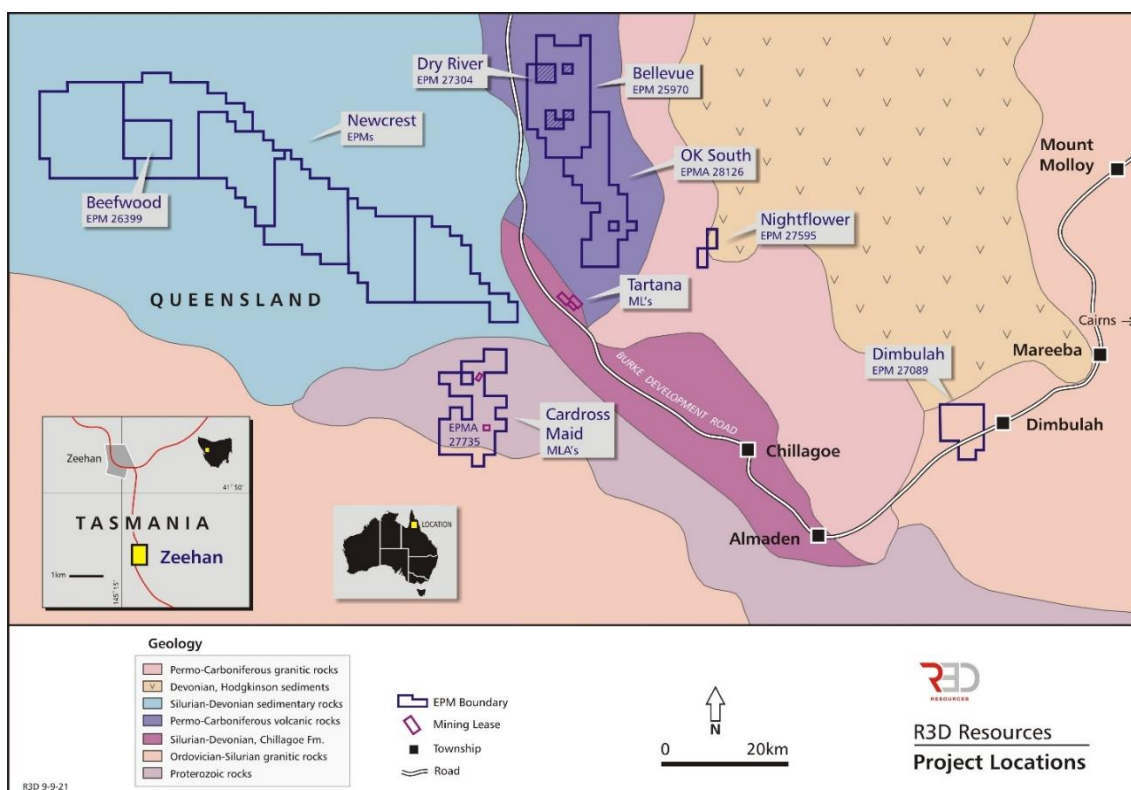 Dry River
EPM 27304
Bellevue
EPM 25970
Newcrest
EPMs
OK South
EPMA 28126
Mount
Molloy
Beefwood
EPM 26399
Nightflower
EPM 27595
QUEENSLAND
Tartana
ML's
Cairns →
Mareeba
Dimbulah
EPM 27089
BURKE DEVELOPMENT ROAD
Cardross
Maid
MLA's
EPMA
27735
Dimbulah
Chillagoe
Almaden
Zeehan
41°50'
TASMANIA
Zeehan
1km
145°15'
LOCATION
Geology
Permo-Carboniferous granitic rocks
Devonian, Hodgkinson sediments
Silurian-Devonian sedimentary rocks
Permo-Carboniferous volcanic rocks
Silurian-Devonian, Chillagoe Fm.
Ordovician-Silurian granitic rocks
Proterozoic rocks
EPM Boundary
Mining Lease
Township
Road
N
0 20km
R3D
RESOURCES
R3D Resources
Project Locations
R3D 9-9-21